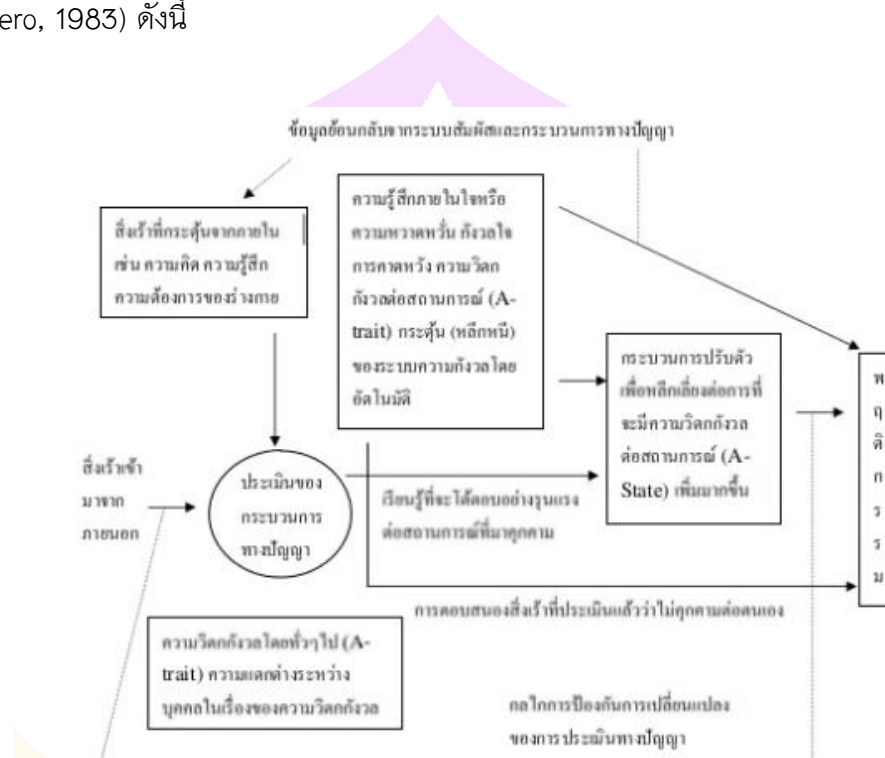 ero, 1983) ดังนี้
ข้อมูลย้อนกลับจากระบบสัมผัสและกระบวนการทางปัญญา
สิ่งเร้าที่กระตุ้นจากภายใน
เช่น ความคิด ความรู้สึก
ความต้องการของร่างกาย
ความรู้สึกภายในใจหรือ
ความหวาดหวั่น กังวลใจ
การคาดหวัง ความวิตก
กังวลต่อสถานการณ์ (A-
trait) กระตุ้น (หลีกหนี)
ของระบบความกังวลโดย
อัตโนมัติ
กระบวนการปรับตัว
เพื่อหลีกเลี่ยงต่อการที่
จะมีความวิตกกังวล
ต่อสถานการณ์ (A-
State) เพิ่มมากขึ้น
พ
ฤ
ติ
ก
ร
ร
ม
สิ่งเร้าเข้า
มาจาก
ภายนอก
ประเมินของ
กระบวนการ
ทางปัญญา
เรียนรู้ที่จะโต้ตอบอย่างรุนแรง
ต่อสถานการณ์ที่มาคุกคาม
การตอบสนองสิ่งเร้าที่ประเมินแล้วว่าไม่คุกคามต่อตนเอง
ความวิตกกังวลโดยทั่วๆไป (A-
trait) ความแตกต่างระหว่าง
บุคคลในเรื่องของความวิตกกังวล
กลไกการป้องกันการเปลี่ยนแปลง
ของการประเมินทางปัญญา